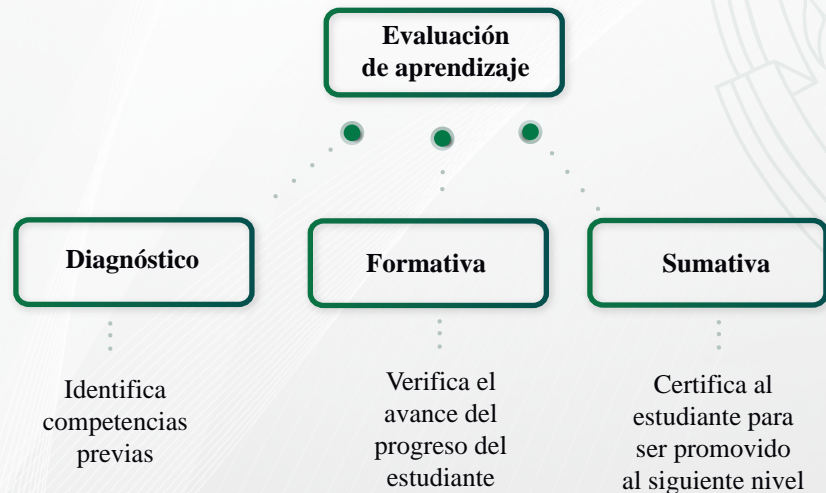 Evaluación
de aprendizaje
Diagnóstico
Formativa
Sumativa
Identifica
competencias
previas
Verifica el
avance del
progreso del
estudiante
Certifica al
estudiante para
ser promovido
al siguiente nivel